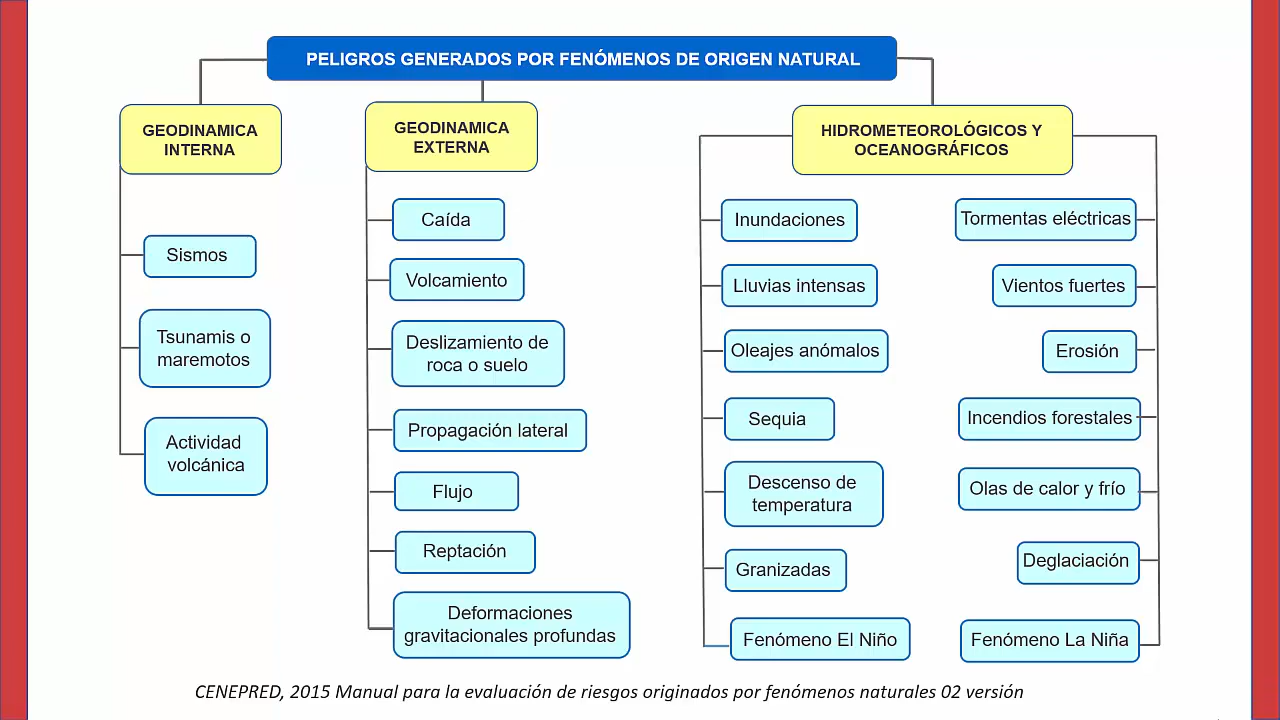 PELIGROS GENERADOS POR FENÓMENOS DE ORIGEN NATURAL
GEODINAMICA
INTERNA
Sismos
Tsunamis o
maremotos
Actividad
volcánica
GEODINAMICA
EXTERNA
Caída
Volcamiento
Deslizamiento de
roca o suelo
Propagación lateral
Flujo
Reptación
Deformaciones
gravitacionales profundas
HIDROMETEOROLÓGICOS Y
OCEANOGRÁFICOS
Inundaciones
Lluvias intensas
Oleajes anómalos
Sequia
Descenso de
temperatura
Granizadas
Fenómeno El Niño
Tormentas eléctricas
Vientos fuertes
Erosión
Incendios forestales
Olas de calor y frío
Deglaciación
Fenómeno La Niña
CENEPRED, 2015 Manual para la evaluación de riesgos originados por fenómenos naturales 02 versión